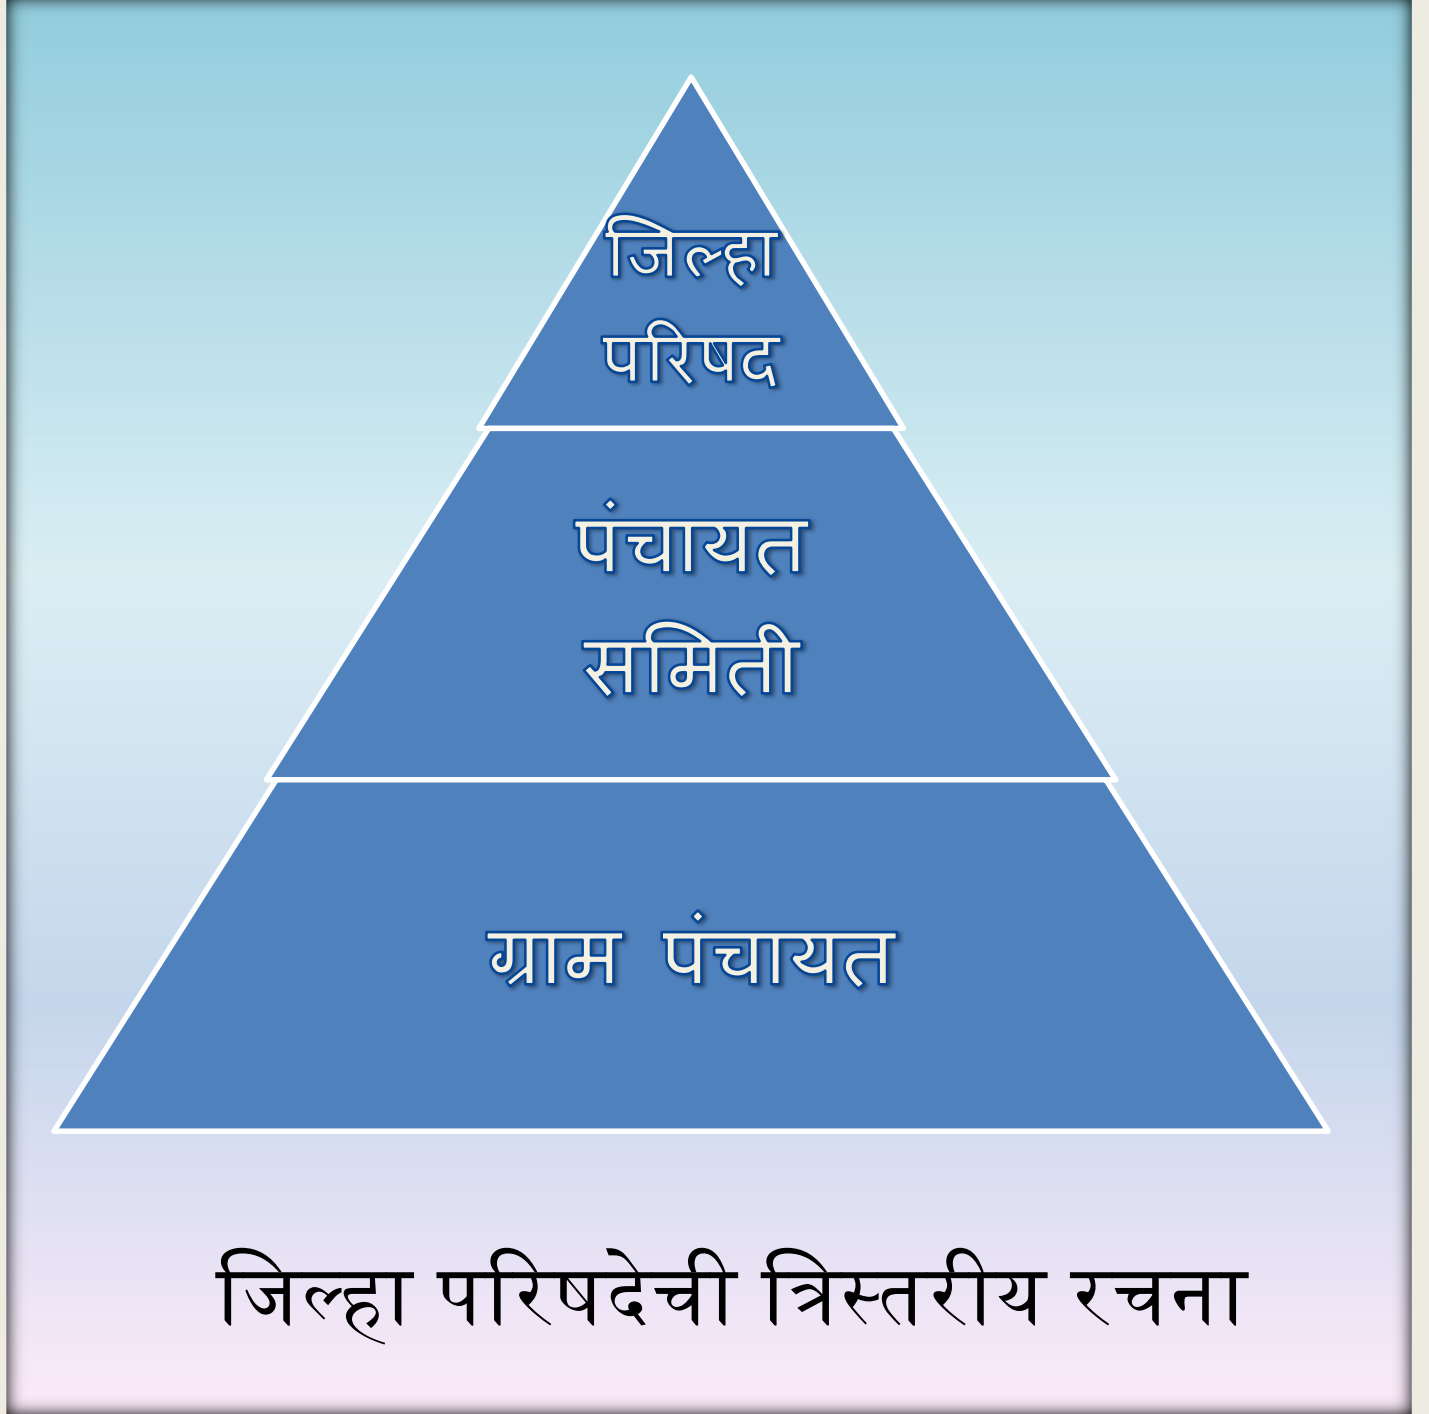 जिल्हा
परिषद
पंचायत
समिती
ग्राम पंचायत
जिल्हा परिषदेची त्रिस्तरीय रचना